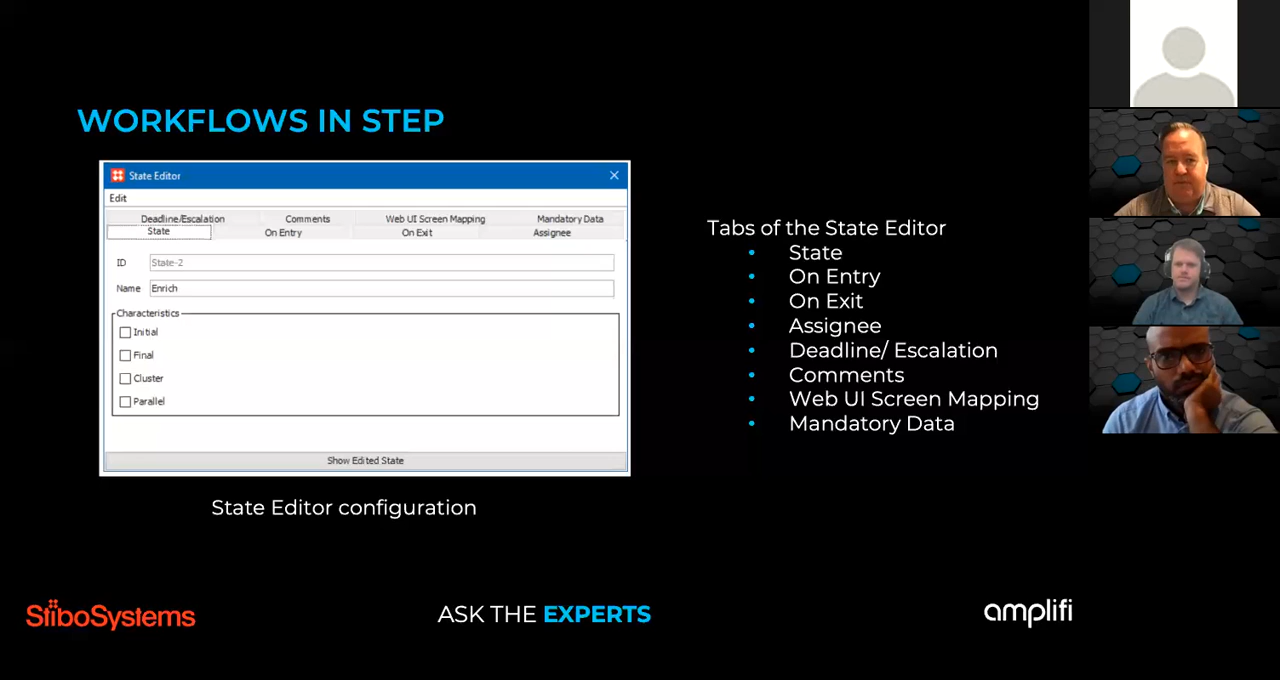 WORKFLOWS IN STEP
State Editor
Edit
Deadline/Escalation Comments Web UI Screen Mapping Mandatory Data
State On Entry On Exit Assignee
ID State-2
Name Enrich
Characteristics
Initial
Final
Cluster
Parallel
Show Edited State
State Editor configuration
Tabs of the State Editor
• State
• On Entry
• On Exit
• Assignee
• Deadline/ Escalation
• Comments
• Web UI Screen Mapping
• Mandatory Data
StiboSystems
ASK THE EXPERTS
amplifi